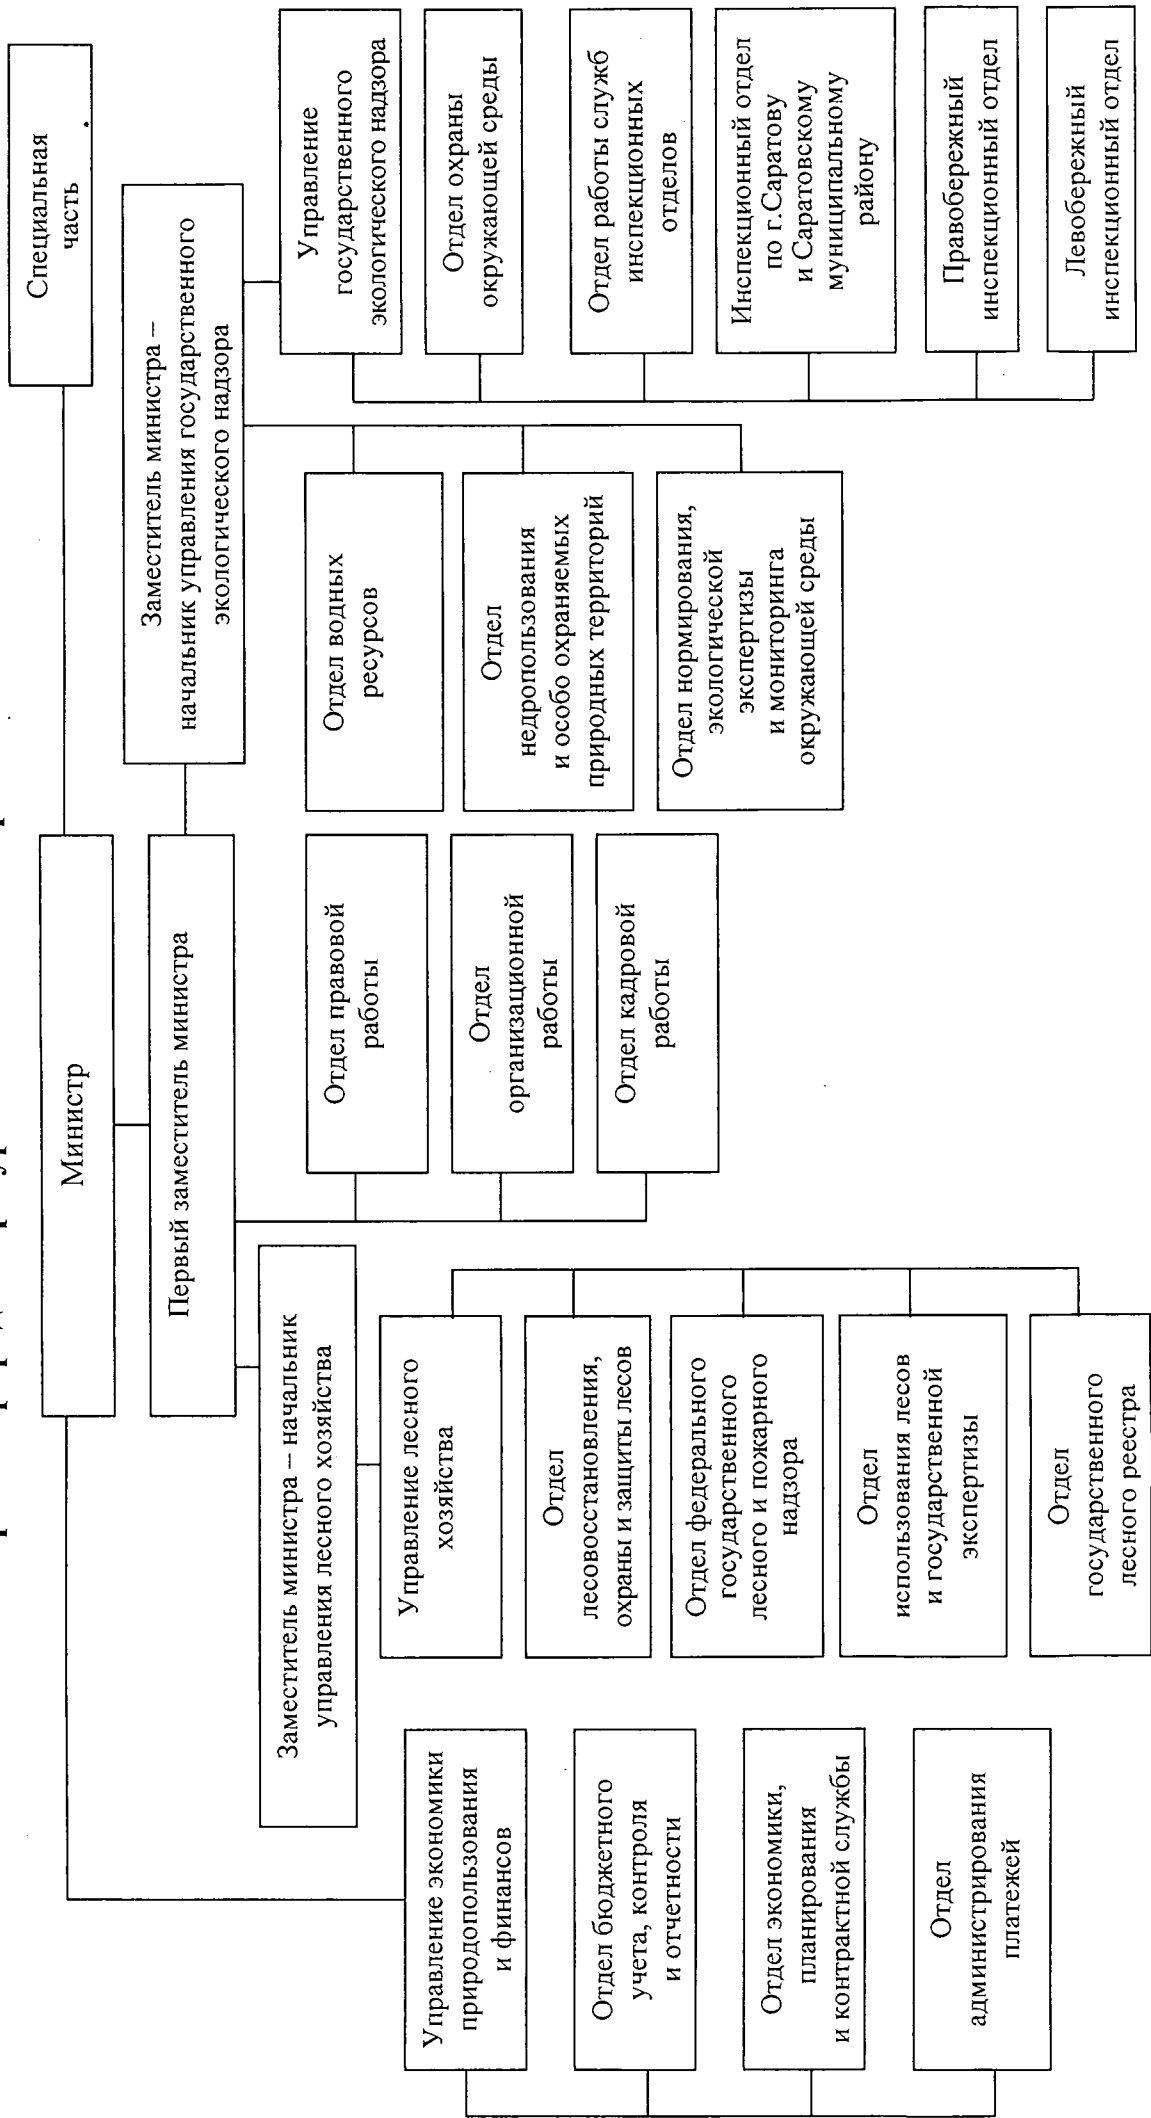 Специальная
часть
Министр
Первый заместитель министра
Заместитель министра –
начальник управления государственного
экологического надзора
Заместитель министра – начальник
управления лесного хозяйства
Управление экономики
природопользования
и финансов
Отдел бюджетного
учета, контроля
и отчетности
Отдел экономики,
планирования
и контрактной службы
Отдел
администрирования
платежей
Управление лесного
хозяйства
Отдел
лесовосстановления,
охраны и защиты лесов
Отдел федерального
государственного
лесного и пожарного
надзора
Отдел
использования лесов
и государственной
экспертизы
Отдел
государственного
лесного реестра
Отдел правовой
работы
Отдел
организационной
работы
Отдел кадровой
работы
Отдел водных
ресурсов
Отдел
недропользования
и особо охраняемых
природных территорий
Отдел нормирования,
экологической
экспертизы
и мониторинга
окружающей среды
Управление
государственного
экологического надзора
Отдел охраны
окружающей среды
Отдел работы служб
инспекционных
отделов
Инспекционный отдел
по г.Саратову
и Саратовскому
муниципальному
району
Правобережный
инспекционный отдел
Левобережный
инспекционный отдел